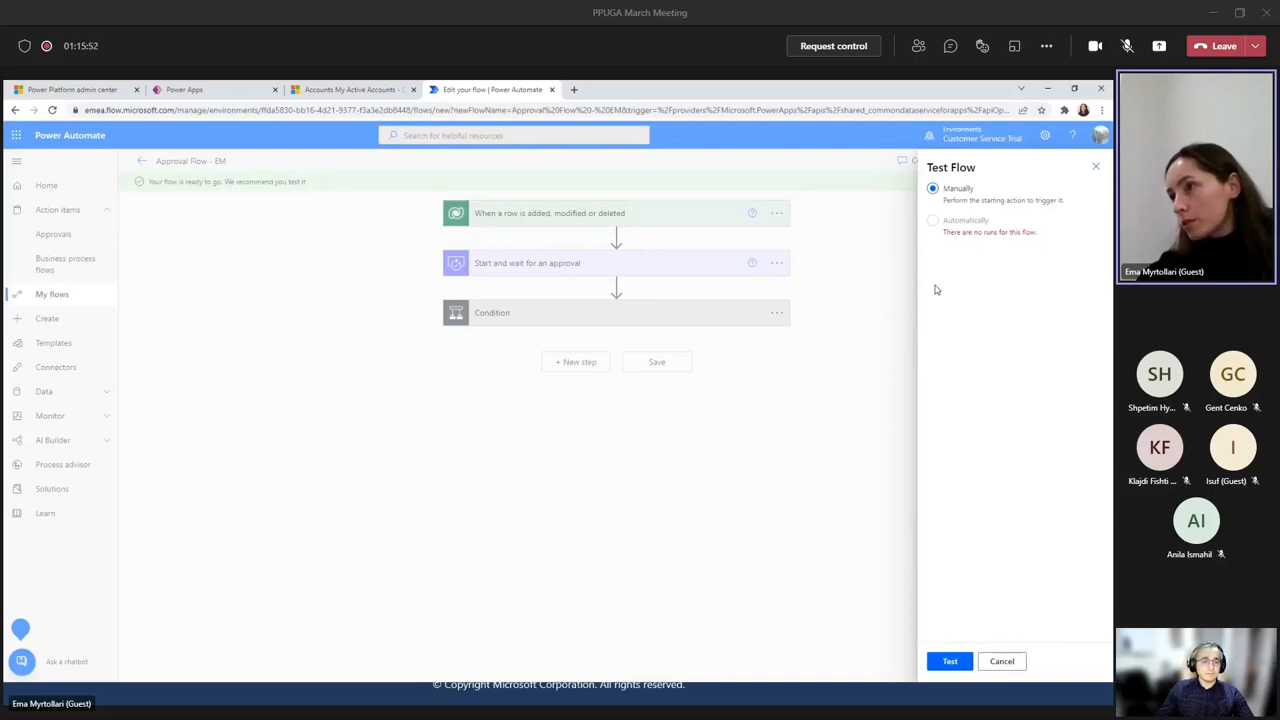 PPUGA March Meeting
01:15:52
Request control
Leave
Power Platform admin center
Power Apps
Accounts My Active Accounts -
Edit your flow | Power Automate
Power Automate
Search for helpful resources
Environments
Customer Service Trial
Approval Flow - EM
Your flow is ready to go. We recommend you test it
Home
Action items
Approvals
Business process
flows
My flows
Create
Templates
Connectors
Data
Monitor
AI Builder
Process advisor
Solutions
Learn
Ask a chatbot
When a row is added, modified or deleted
Start and wait for an approval
Condition
+ New step
Save
Test Flow
Manually
Perform the starting action to trigger it.
Automatically
There are no runs for this flow.
Test
Cancel
© Copyright Microsoft Corporation. All rights reserved.
Ema Myrtollari (Guest)
Ema Myrtollari (Guest)
SH
Shpetim Hy...
GC
Gent Cenko
KF
Klajdi Fishti ...
I
Isuf (Guest)
AI
Anila Ismahil